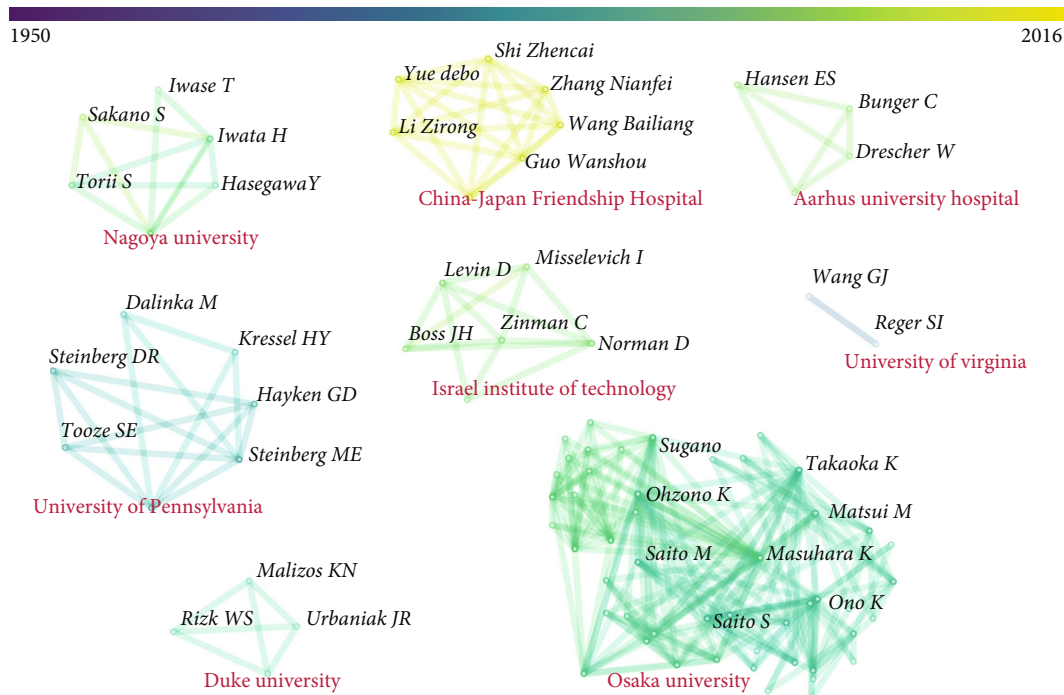 1950
2016
Iwase T
Sakano S
Iwata H
Torii S
HasegawaY
Nagoya university
Shi Zhencai
Yue debo
Zhang Nianfei
Li Zirong
Wang Bailiang
Guo Wanshou
China-Japan Friendship Hospital
Hansen ES
Bunger C
Drescher W
Aarhus university hospital
Dalinka M
Kressel HY
Steinberg DR
Hayken GD
Tooze SE
Steinberg ME
University of Pennsylvania
Misselevich I
Levin D
Zinman C
Boss JH
Norman D
Israel institute of technology
Wang GJ
Reger SI
University of virginia
Malizos KN
Rizk WS
Urbaniak JR
Duke university
Sugano
Takaoka K
Ohzono K
Matsui M
Saito M
Masuhara K
Ono K
Saito S
Osaka university